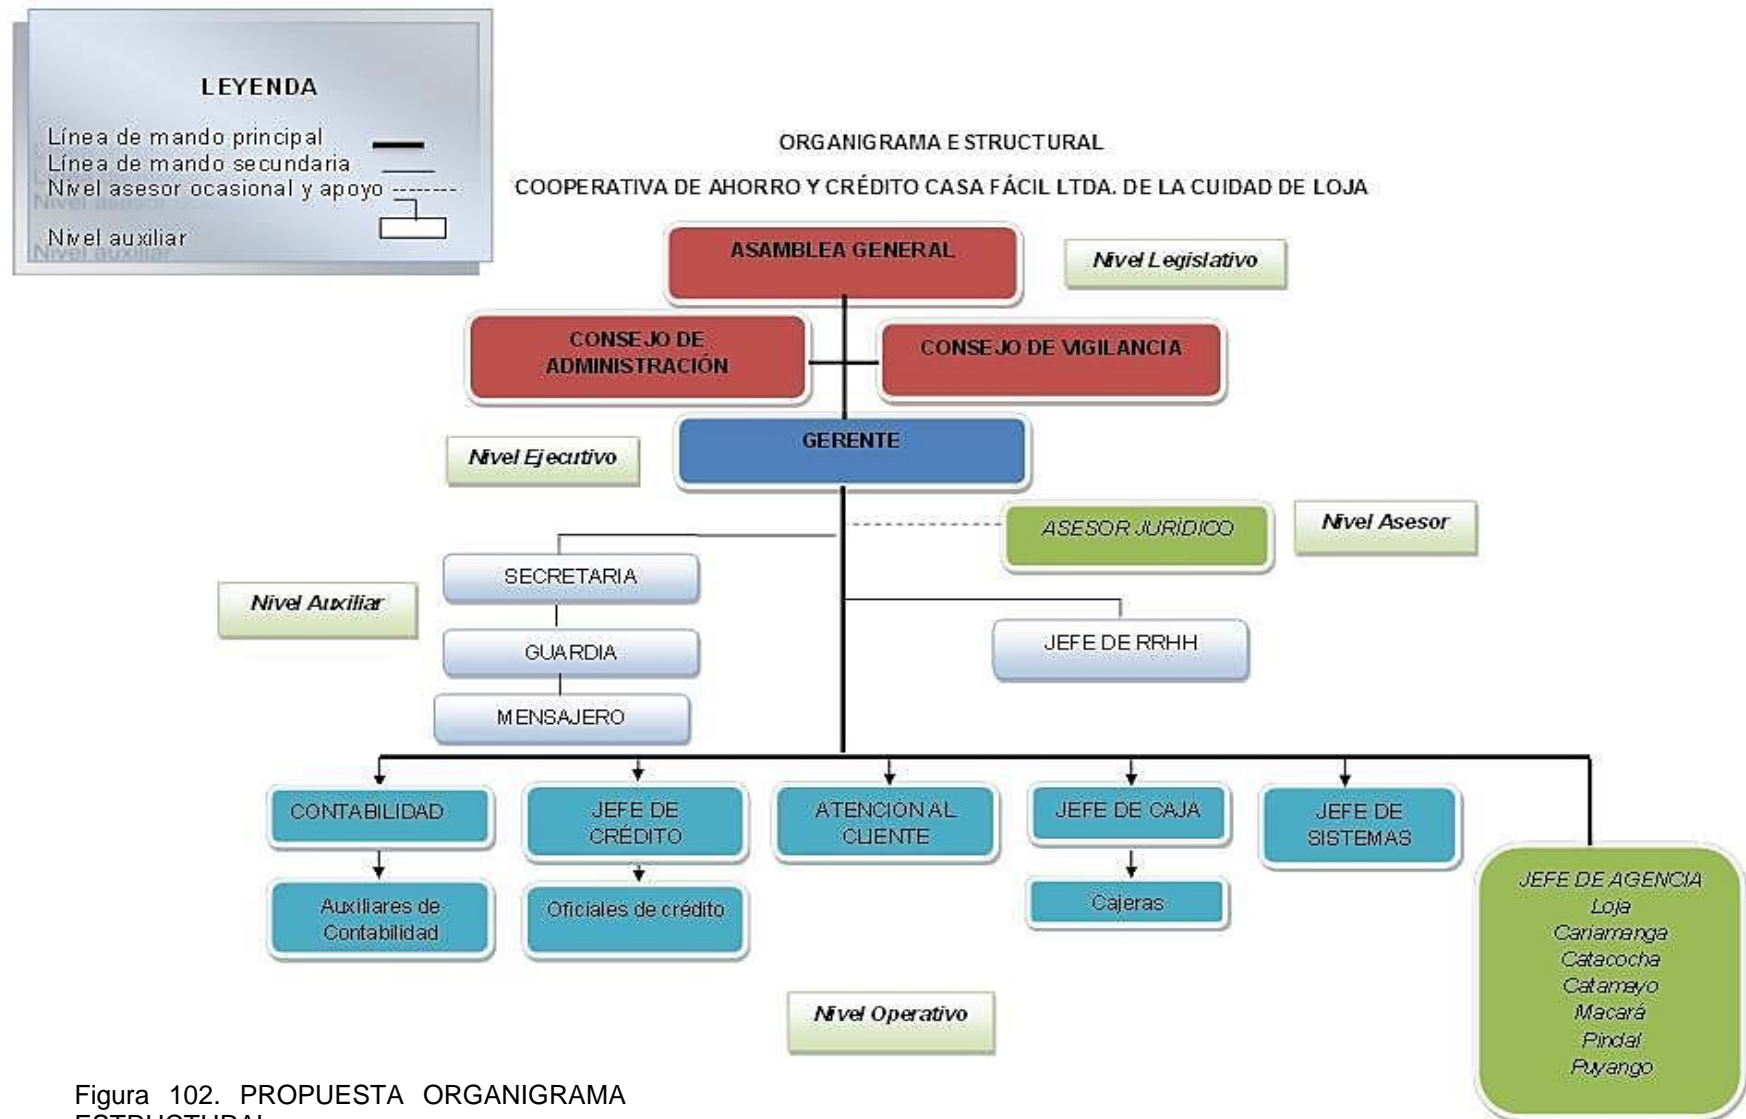 LEYENDA
Línea de mando principal
Línea de mando secundaria
Nivel asesor ocasional y apoyo
Nivel auxiliar
ORGANIGRAMA ESTRUCTURAL
COOPERATIVA DE AHORRO Y CRÉDITO CASA FÁCIL LTDA. DE LA CUIDAD DE LOJA
ASAMBLEA GENERAL
Nivel Legislativo
CONSEJO DE
ADMINISTRACIÓN
CONSEJO DE VIGILANCIA
GERENTE
Nivel Ejecutivo
ASESOR JURÍDICO
Nivel Asesor
SECRETARIA
Nivel Auxiliar
GUARDIA
JEFE DE RRHH
MENSAJERO
CONTABILIDAD
JEFE DE
CRÉDITO
ATENCION AL
CLIENTE
JEFE DE CAJA
JEFE DE
SISTEMAS
Auxiliares de
Contabilidad
Oficiales de crédito
Cajeras
JEFE DE AGENCIA
Loja
Cariamanga
Catacocha
Catamayo
Macará
Pindal
Puyango
Nivel Operativo
Figura 102. PROPUESTA ORGANIGRAMA
ESTRUCTURAL